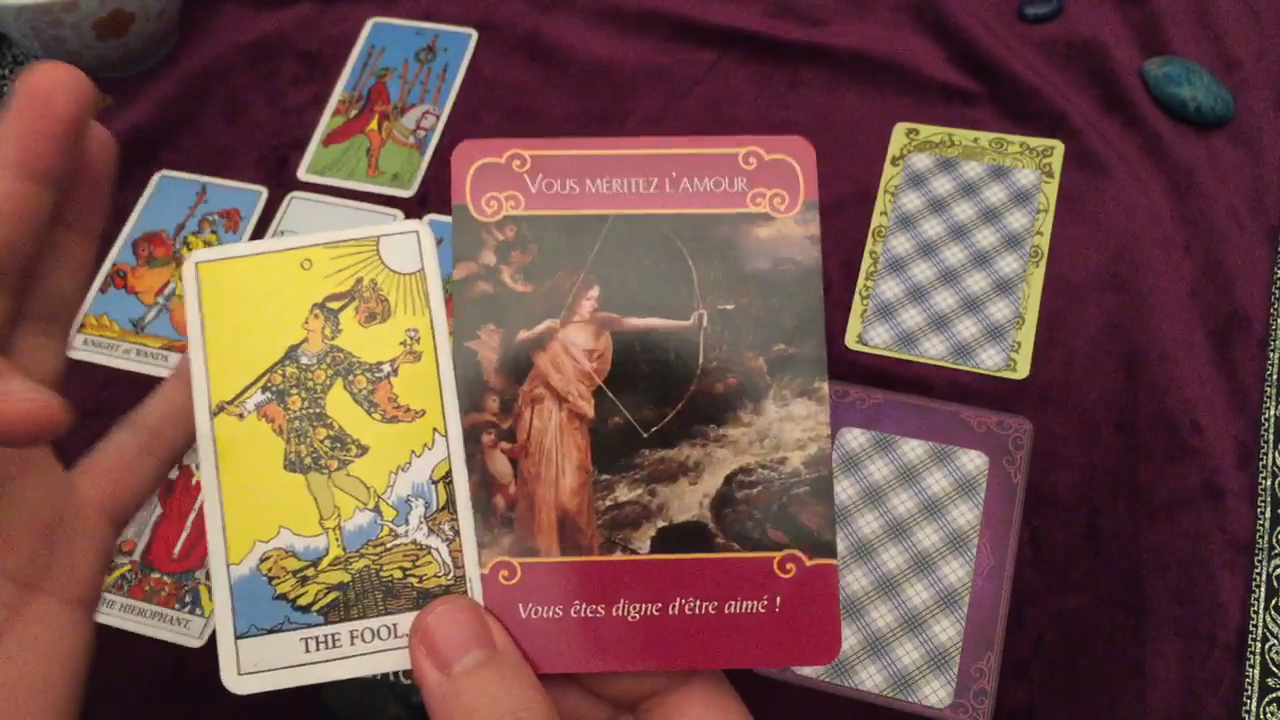 VOUS MÉRITEZ L'AMOUR
KNIGHT of WANDS.
THE HIEROPHANT.
THE FOOL.
Vous êtes digne d'être aimé !